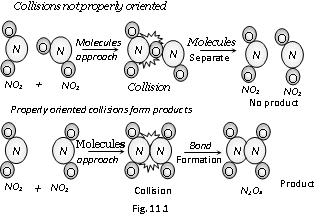 Collisions not properly oriented
O N O O N O Molecules approach O N O N O Molecules Separate O N O O N O
NO₂ + NO₂ Collision NO₂ NO₂
No product
Properly oriented collisions form products
O N O O N O Molecules approach O N O O N O Bond Formation O N O O N O
NO₂ + NO₂ Collision N₂O₄ Product
Fig. 11.1